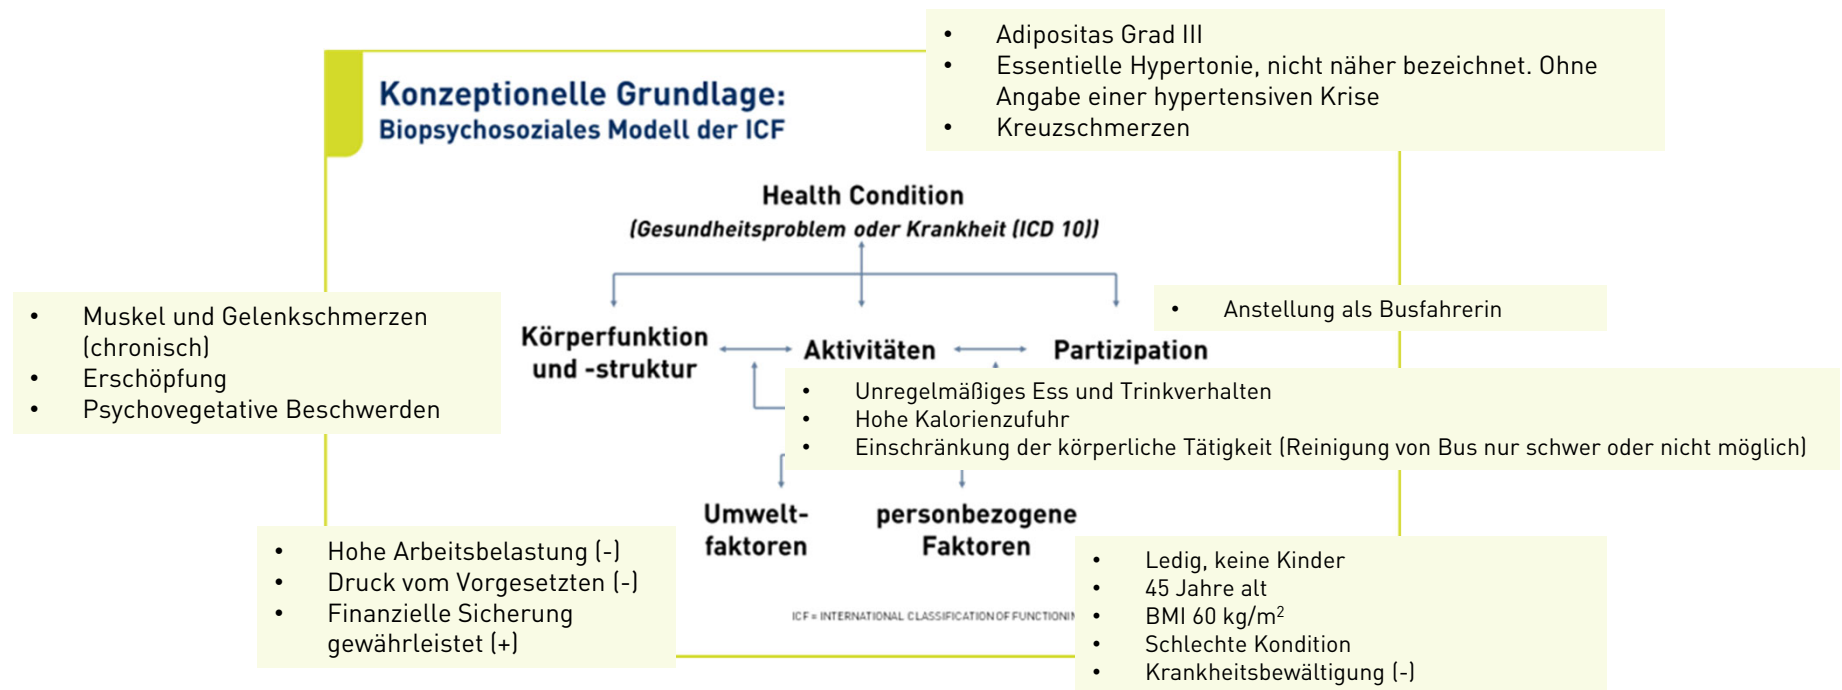 • Adipositas Grad III
• Essentielle Hypertonie, nicht näher bezeichnet. Ohne
Angabe einer hypertensiven Krise
• Kreuzschmerzen
Konzeptionelle Grundlage:
Biopsychosoziales Modell der ICF
Health Condition
(Gesundheitsproblem oder Krankheit (ICD 10))
• Muskel und Gelenkschmerzen
(chronisch)
• Erschöpfung
• Psychovegetative Beschwerden
Körperfunktion
und -struktur
Aktivitäten
Partizipation
• Anstellung als Busfahrerin
• Unregelmäßiges Ess und Trinkverhalten
• Hohe Kalorienzufuhr
• Einschränkung der körperliche Tätigkeit (Reinigung von Bus nur schwer oder nicht möglich)
Umwelt-
faktoren
personbezogene
Faktoren
• Hohe Arbeitsbelastung (-)
• Druck vom Vorgesetzten (-)
• Finanzielle Sicherung
gewährleistet (+)
• Ledig, keine Kinder
• 45 Jahre alt
• BMI 60 kg/m²
• Schlechte Kondition
• Krankheitsbewältigung (-)
ICF = INTERNATIONAL CLASSIFICATION OF